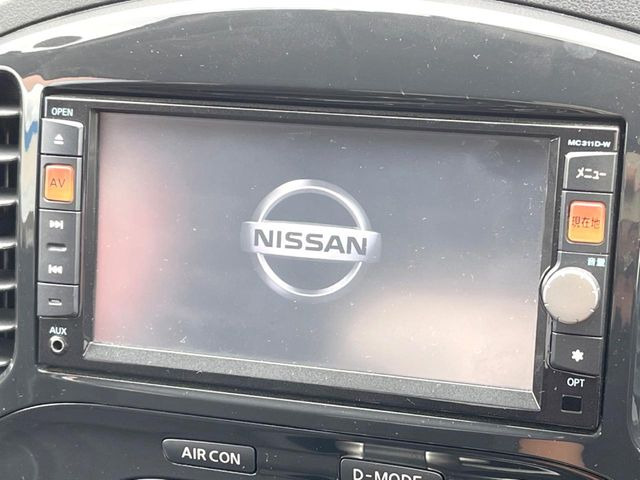 OPEN
MC311D-W
メニュー
AV
現在地
NISSAN
音量
AUX
OPT
AIR CON
D-MODE